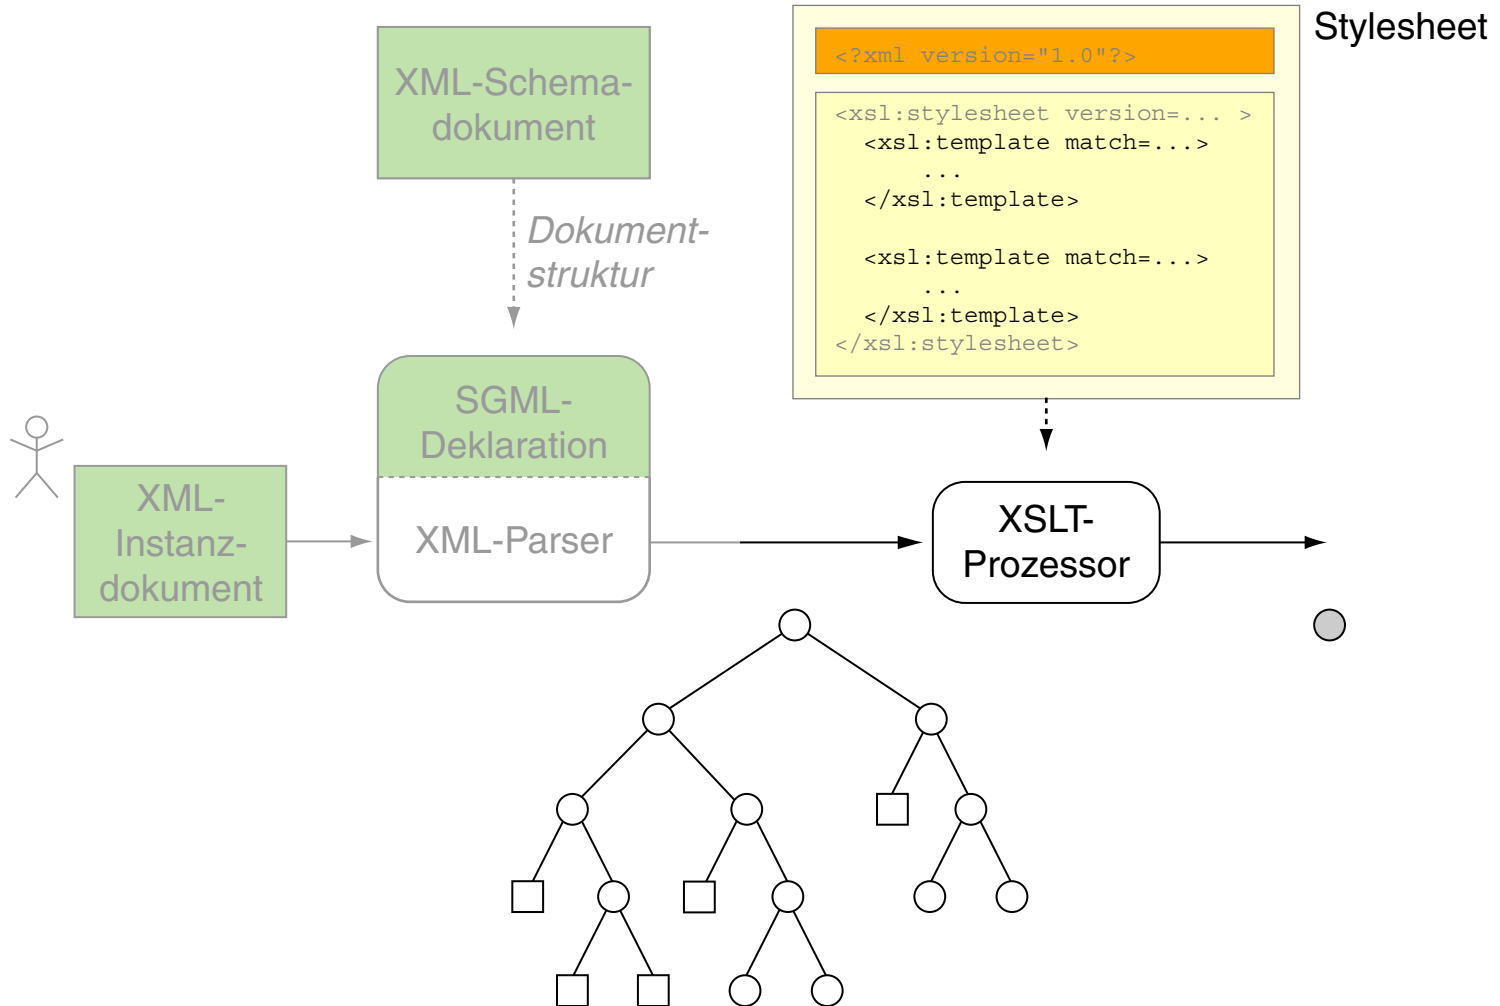 XML-Schema-
dokument
Dokument-
struktur
SGML-
Deklaration
XML-Parser
XML-
Instanz-
dokument
Stylesheet
<?xml version="1.0"?>
<xsl:stylesheet version=... >
<xsl:template match=...>
...
</xsl:template>
<xsl:template match=...>
...
</xsl:template>
</xsl:stylesheet>
XSLT-
Prozessor